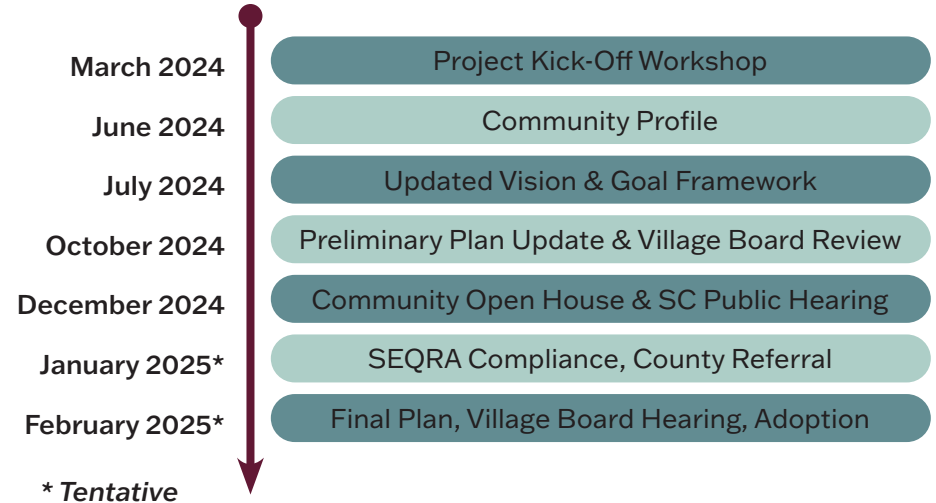 March 2024 Project Kick-Off Workshop
June 2024 Community Profile
July 2024 Updated Vision & Goal Framework
October 2024 Preliminary Plan Update & Village Board Review
December 2024 Community Open House & SC Public Hearing
January 2025* SEQRA Compliance, County Referral
February 2025* Final Plan, Village Board Hearing, Adoption
* Tentative